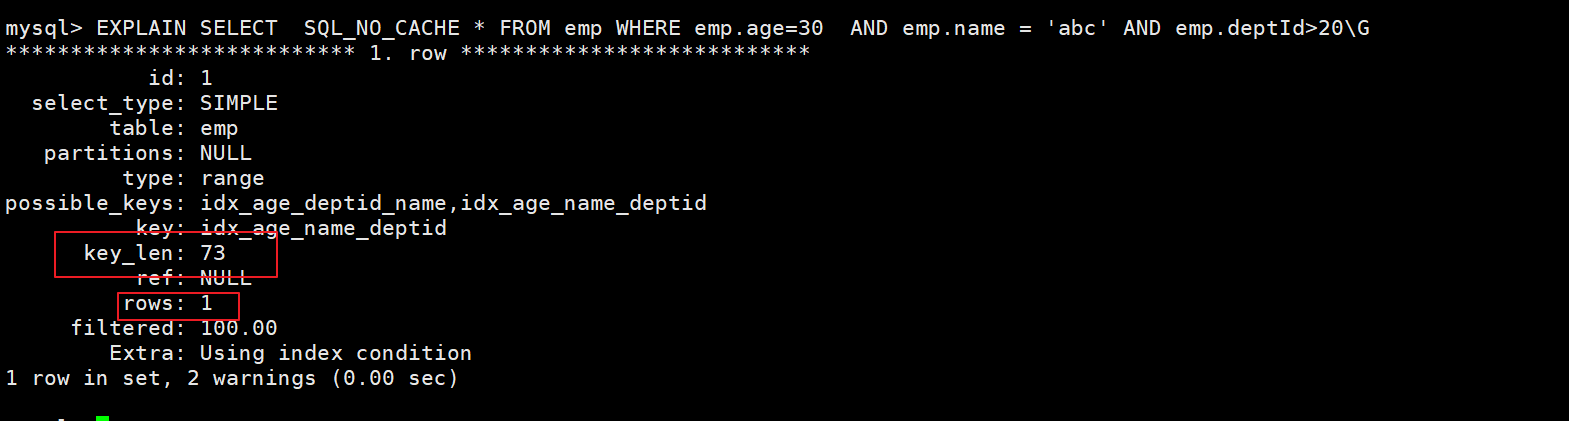 mysql> EXPLAIN SELECT  SQL_NO_CACHE * FROM emp WHERE emp.age=30  AND emp.name = 'abc' AND emp.deptId>20\G
*************************** 1. row ***************************
id: 1
select_type: SIMPLE
table: emp
partitions: NULL
type: range
possible_keys: idx_age_deptid_name,idx_age_name_deptid
key: idx_age_name_deptid
key_len: 73
ref: NULL
rows: 1
filtered: 100.00
Extra: Using index condition
1 row in set, 2 warnings (0.00 sec)